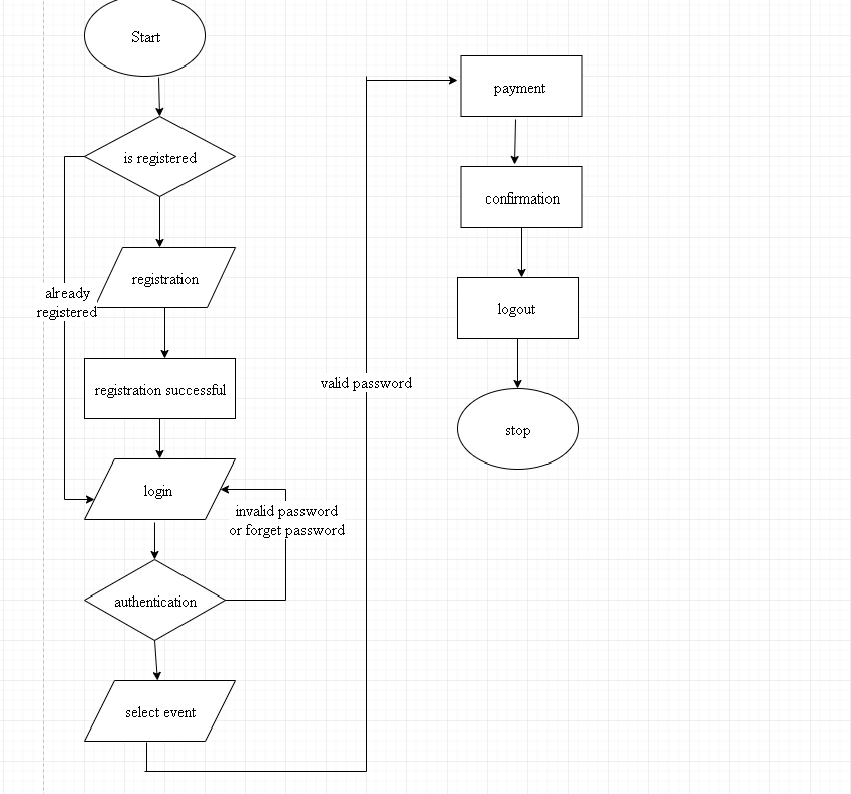 Start
is registered
registration
already
registered
registration successful
login
invalid password
or forget password
authentication
select event
valid password
payment
confirmation
logout
stop